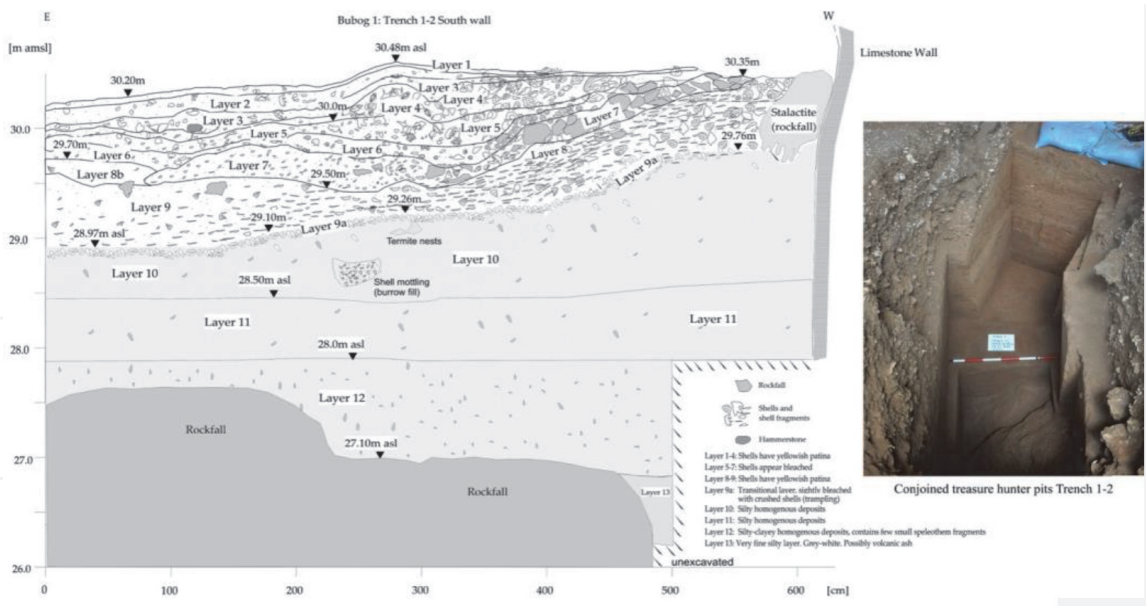 E
Bubog 1: Trench 1-2 South wall
W
[m amsl]
Limestone Wall
30.48m asl
30.20m
30.35m
Layer 1
Layer 2
Layer 3
Layer 4
30.0m
Layer 3
Layer 4
Layer 5
Layer 5
Layer 6
Layer 7
Layer 8
Stalactite
(rockfall)
30.0
29.70m
29.76m
Layer 6
Layer 7
Layer 8b
29.50m
Layer 9a
Layer 9
29.26m
29.10m
Layer 9a
28.97m asl
29.0
Termite nests
Layer 10
Layer 10
28.50m asl
Shell mottling
(burrow fill)
Layer 11
Layer 11
28.0m asl
28.0
Layer 12
Rockfall
27.10m asl
27.0
Rockfall
Layer 13
26.0
unexcavated
0 100 200 300 400 500 600 [cm]
Rockfall
Shells and
shell fragments
Hammerstone
Layer 1-4: Shells have yellowish patina
Layer 5-7: Shells appear bleached
Layer 8-9: Shells have yellowish patina
Layer 9a: Transitional layer, sightly bleached
with crushed shells (trampling)
Layer 10: Silty homogenous deposits
Layer 11: Silty homogenous deposits
Layer 12: Silty-clayey homogenous deposits, contains few small speleothem fragments
Layer 13: Very fine silty layer. Grey-white. Possibly volcanic ash
Conjoined treasure hunter pits Trench 1-2